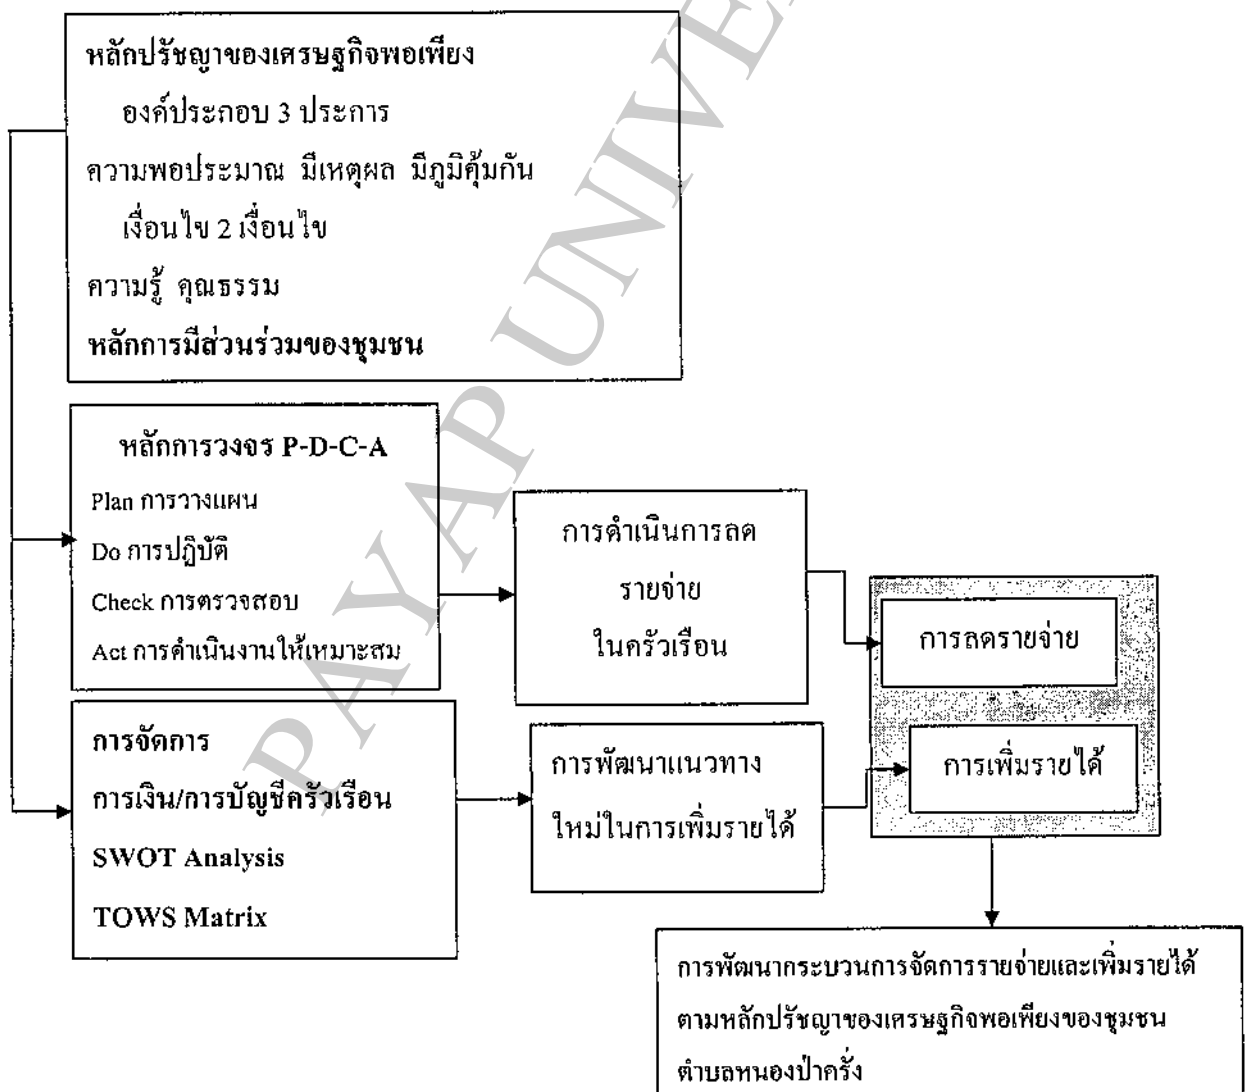 หลักปรัชญาของเศรษฐกิจพอเพียง
องค์ประกอบ 3 ประการ
ความพอประมาณ มีเหตุผล มีภูมิคุ้มกัน
เงื่อนไข 2 เงื่อนไข
ความรู้ คุณธรรม
หลักการมีส่วนร่วมของชุมชน
หลักการวงจร P-D-C-A
Plan การวางแผน
Do การปฏิบัติ
Check การตรวจสอบ
Act การดำเนินงานให้เหมาะสม
การดำเนินการลด
รายจ่าย
ในครัวเรือน
การลดรายจ่าย
การจัดการ
การเงิน/การบัญชีครัวเรือน
SWOT Analysis
TOWS Matrix
การพัฒนาแนวทาง
ใหม่ในการเพิ่มรายได้
การเพิ่มรายได้
การพัฒนากระบวนการจัดการรายจ่ายและเพิ่มรายได้
ตามหลักปรัชญาของเศรษฐกิจพอเพียงของชุมชน
ตำบลหนองป่าครั่ง
PAYAP UNIVE